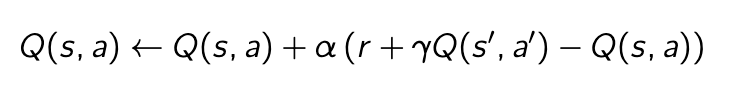 Q(s, a) ← Q(s, a) + α (r + γQ(s′, a′) − Q(s, a))